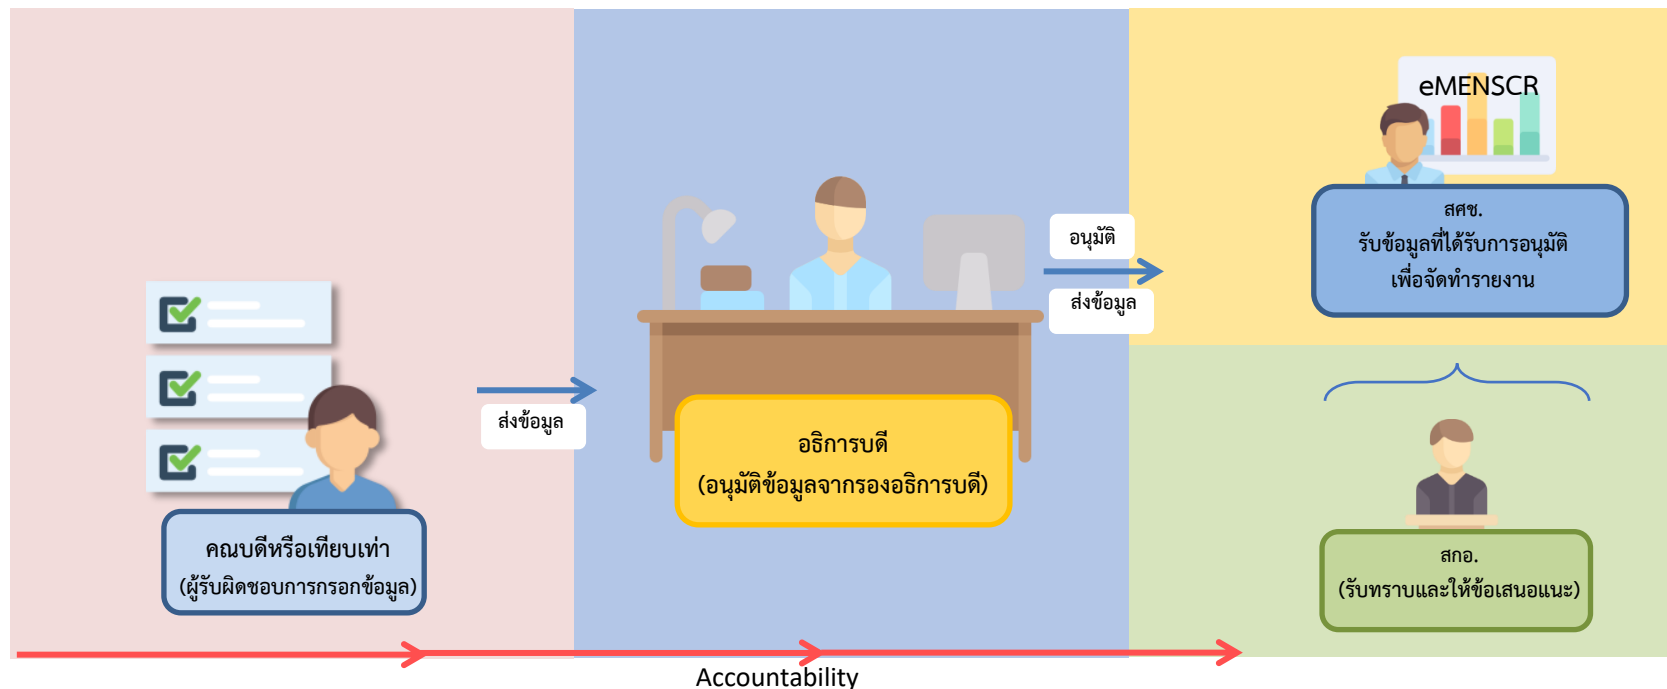 eMENSCR
สศช.
รับข้อมูลที่ได้รับการอนุมัติ
เพื่อจัดทำรายงาน
อนุมัติ
ส่งข้อมูล
ส่งข้อมูล
อธิการบดี
(อนุมัติข้อมูลจากรองอธิการบดี)
คณบดีหรือเทียบเท่า
(ผู้รับผิดชอบการกรอกข้อมูล)
สกอ.
(รับทราบและให้ข้อเสนอแนะ)
Accountability